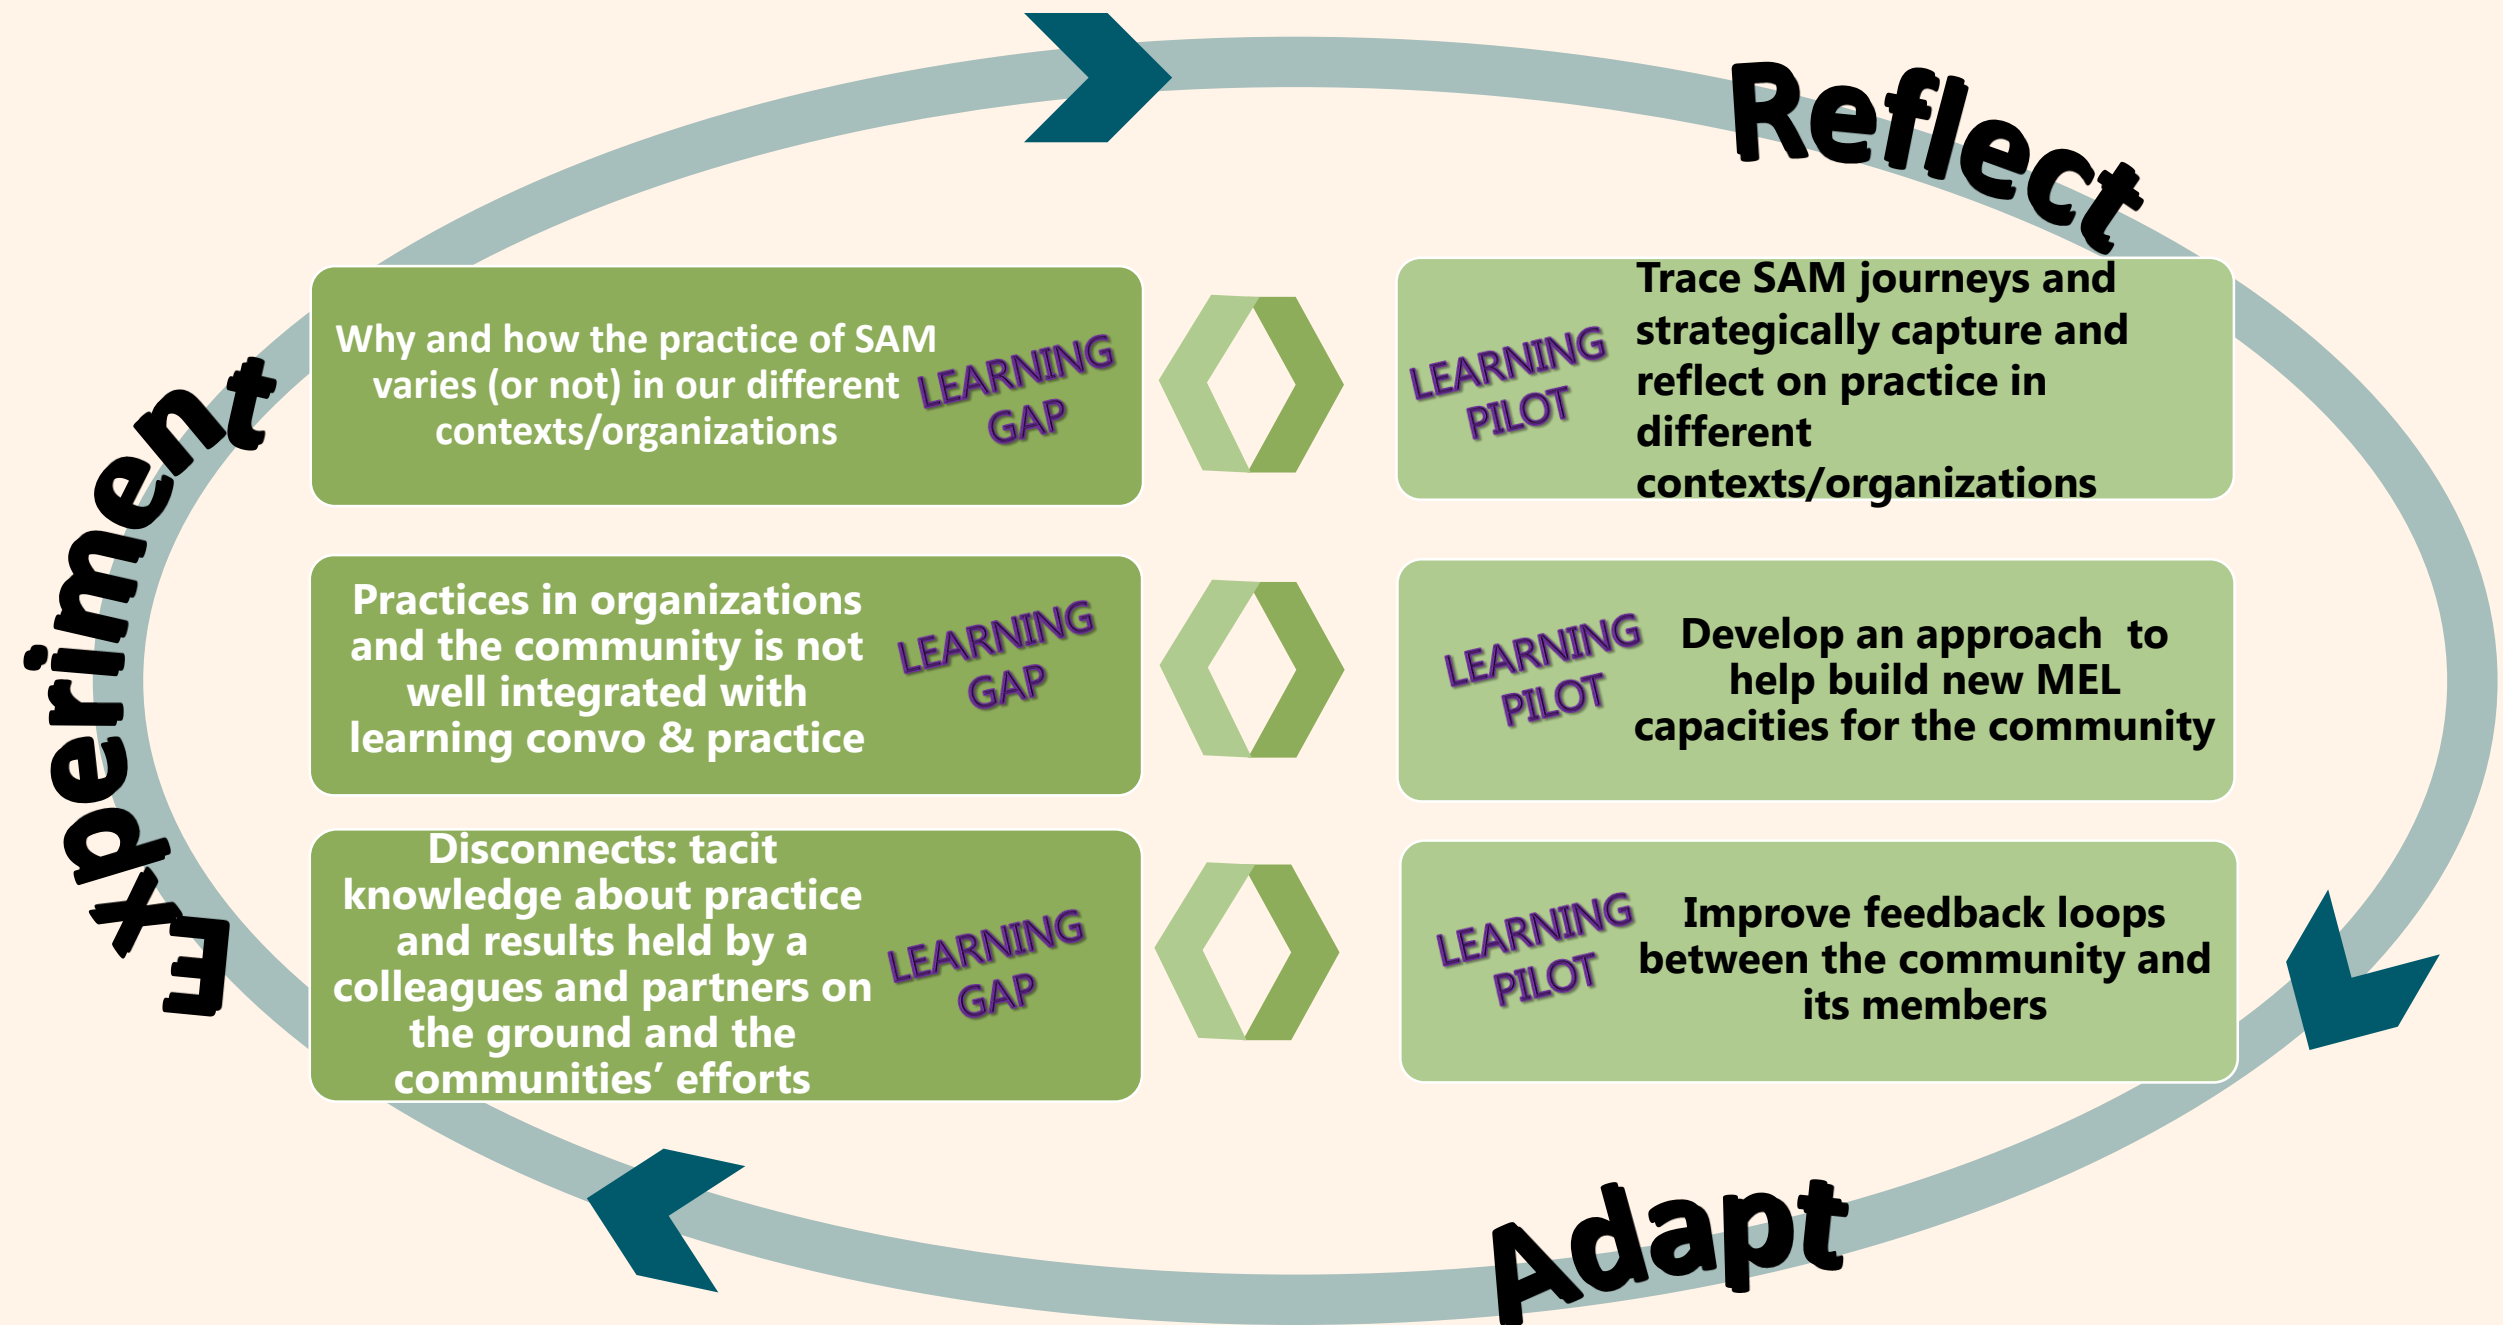 Reflect
Experiment
Why and how the practice of SAM
varies (or not) in our different
contexts/organizations
LEARNING
GAP
LEARNING
PILOT
Trace SAM journeys and
strategically capture and
reflect on practice in
different
contexts/organizations
Practices in organizations
and the community is not
well integrated with
learning convo & practice
LEARNING
GAP
LEARNING
PILOT
Develop an approach  to
help build new MEL
capacities for the community
Disconnects: tacit
knowledge about practice
and results held by a
colleagues and partners on
the ground and the
communities’ efforts
LEARNING
GAP
LEARNING
PILOT
Improve feedback loops
between the community and
its members
Adapt